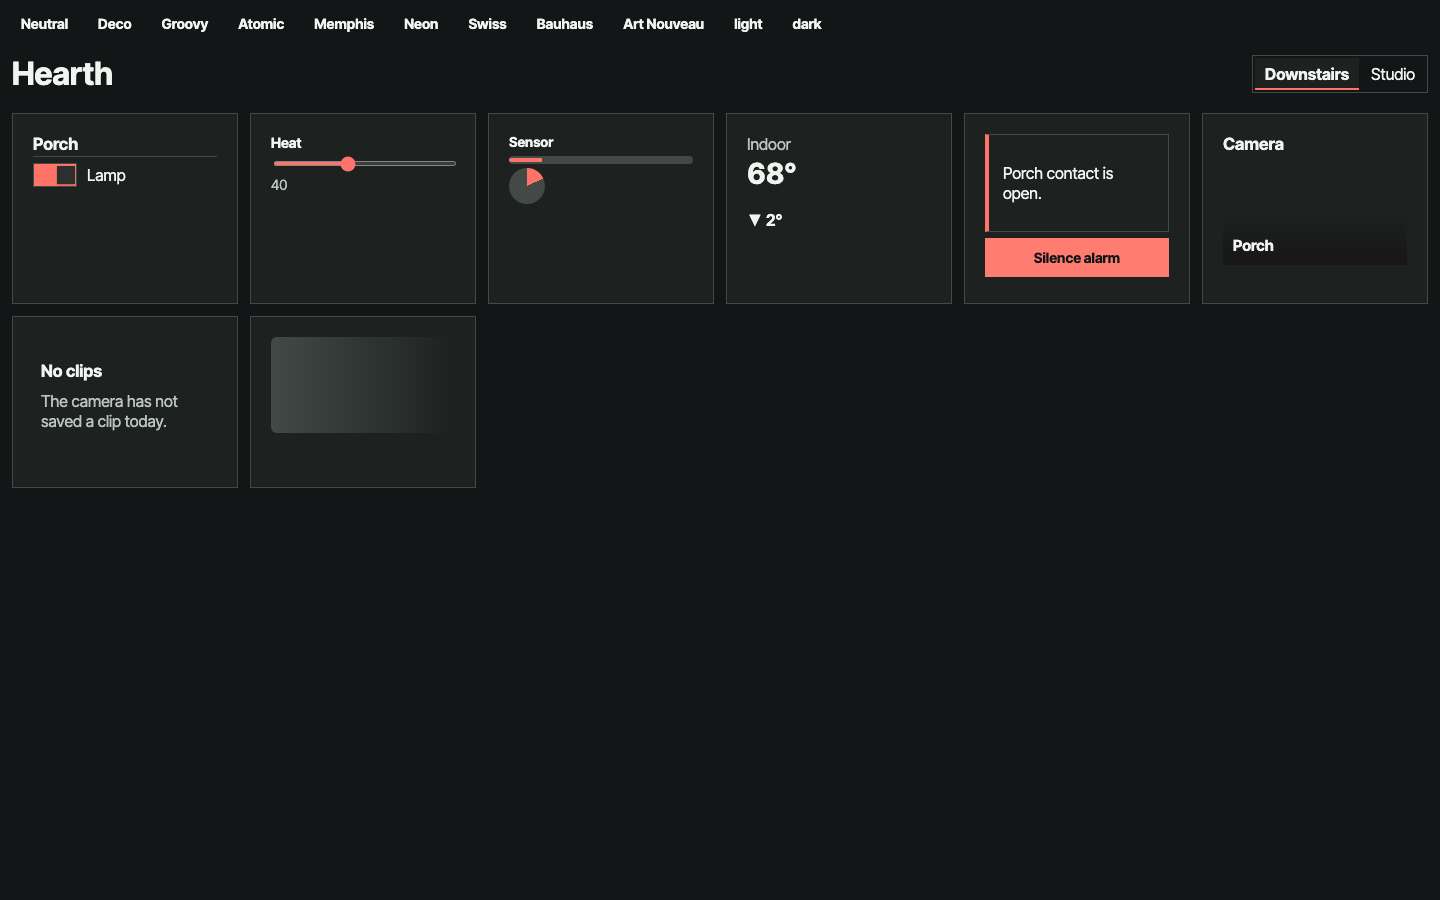 Neutral Deco Groovy Atomic Memphis Neon Swiss Bauhaus Art Nouveau light dark
Hearth
Downstairs Studio
Porch
Lamp
Heat
40
Sensor
Indoor
68°
▼ 2°
Porch contact is
open.
Silence alarm
Camera
Porch
No clips
The camera has not
saved a clip today.